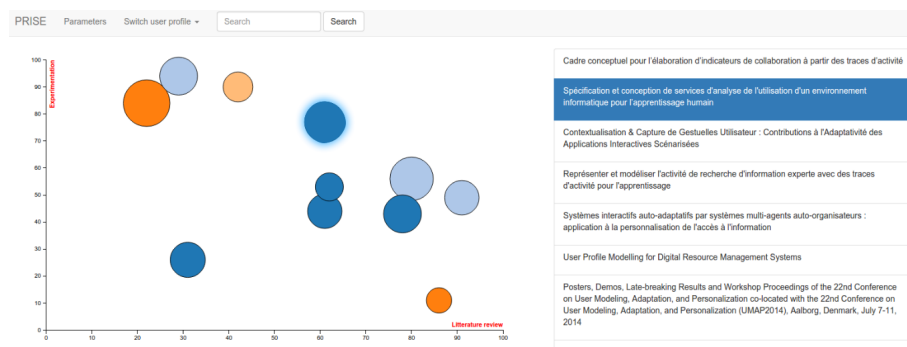 PRISE Parameters Switch user profile Search Search
100
90
80
70
60
50
40
30
20
10
0
Experimentation
0 10 20 30 40 50 60 70 80 90 100
Litterature review
Cadre conceptuel pour l'élaboration d'indicateurs de collaboration à partir des traces d'activité
Spécification et conception de services d'analyse de l'utilisation d'un environnement
informatique pour l'apprentissage humain
Contextualisation & Capture de Gestuelles Utilisateur : Contributions à l'Adaptativité des
Applications Interactives Scénarisées
Représenter et modéliser l'activité de recherche d'information experte avec des traces
d'activité pour l'apprentissage
Systèmes interactifs auto-adaptatifs par systèmes multi-agents auto-organisateurs :
application à la personnalisation de l'accès à l'information
User Profile Modelling for Digital Resource Management Systems
Posters, Demos, Late-breaking Results and Workshop Proceedings of the 22nd Conference
on User Modeling, Adaptation, and Personalization co-located with the 22nd Conference on
User Modeling, Adaptation, and Personalization (UMAP2014), Aalborg, Denmark, July 7-11,
2014